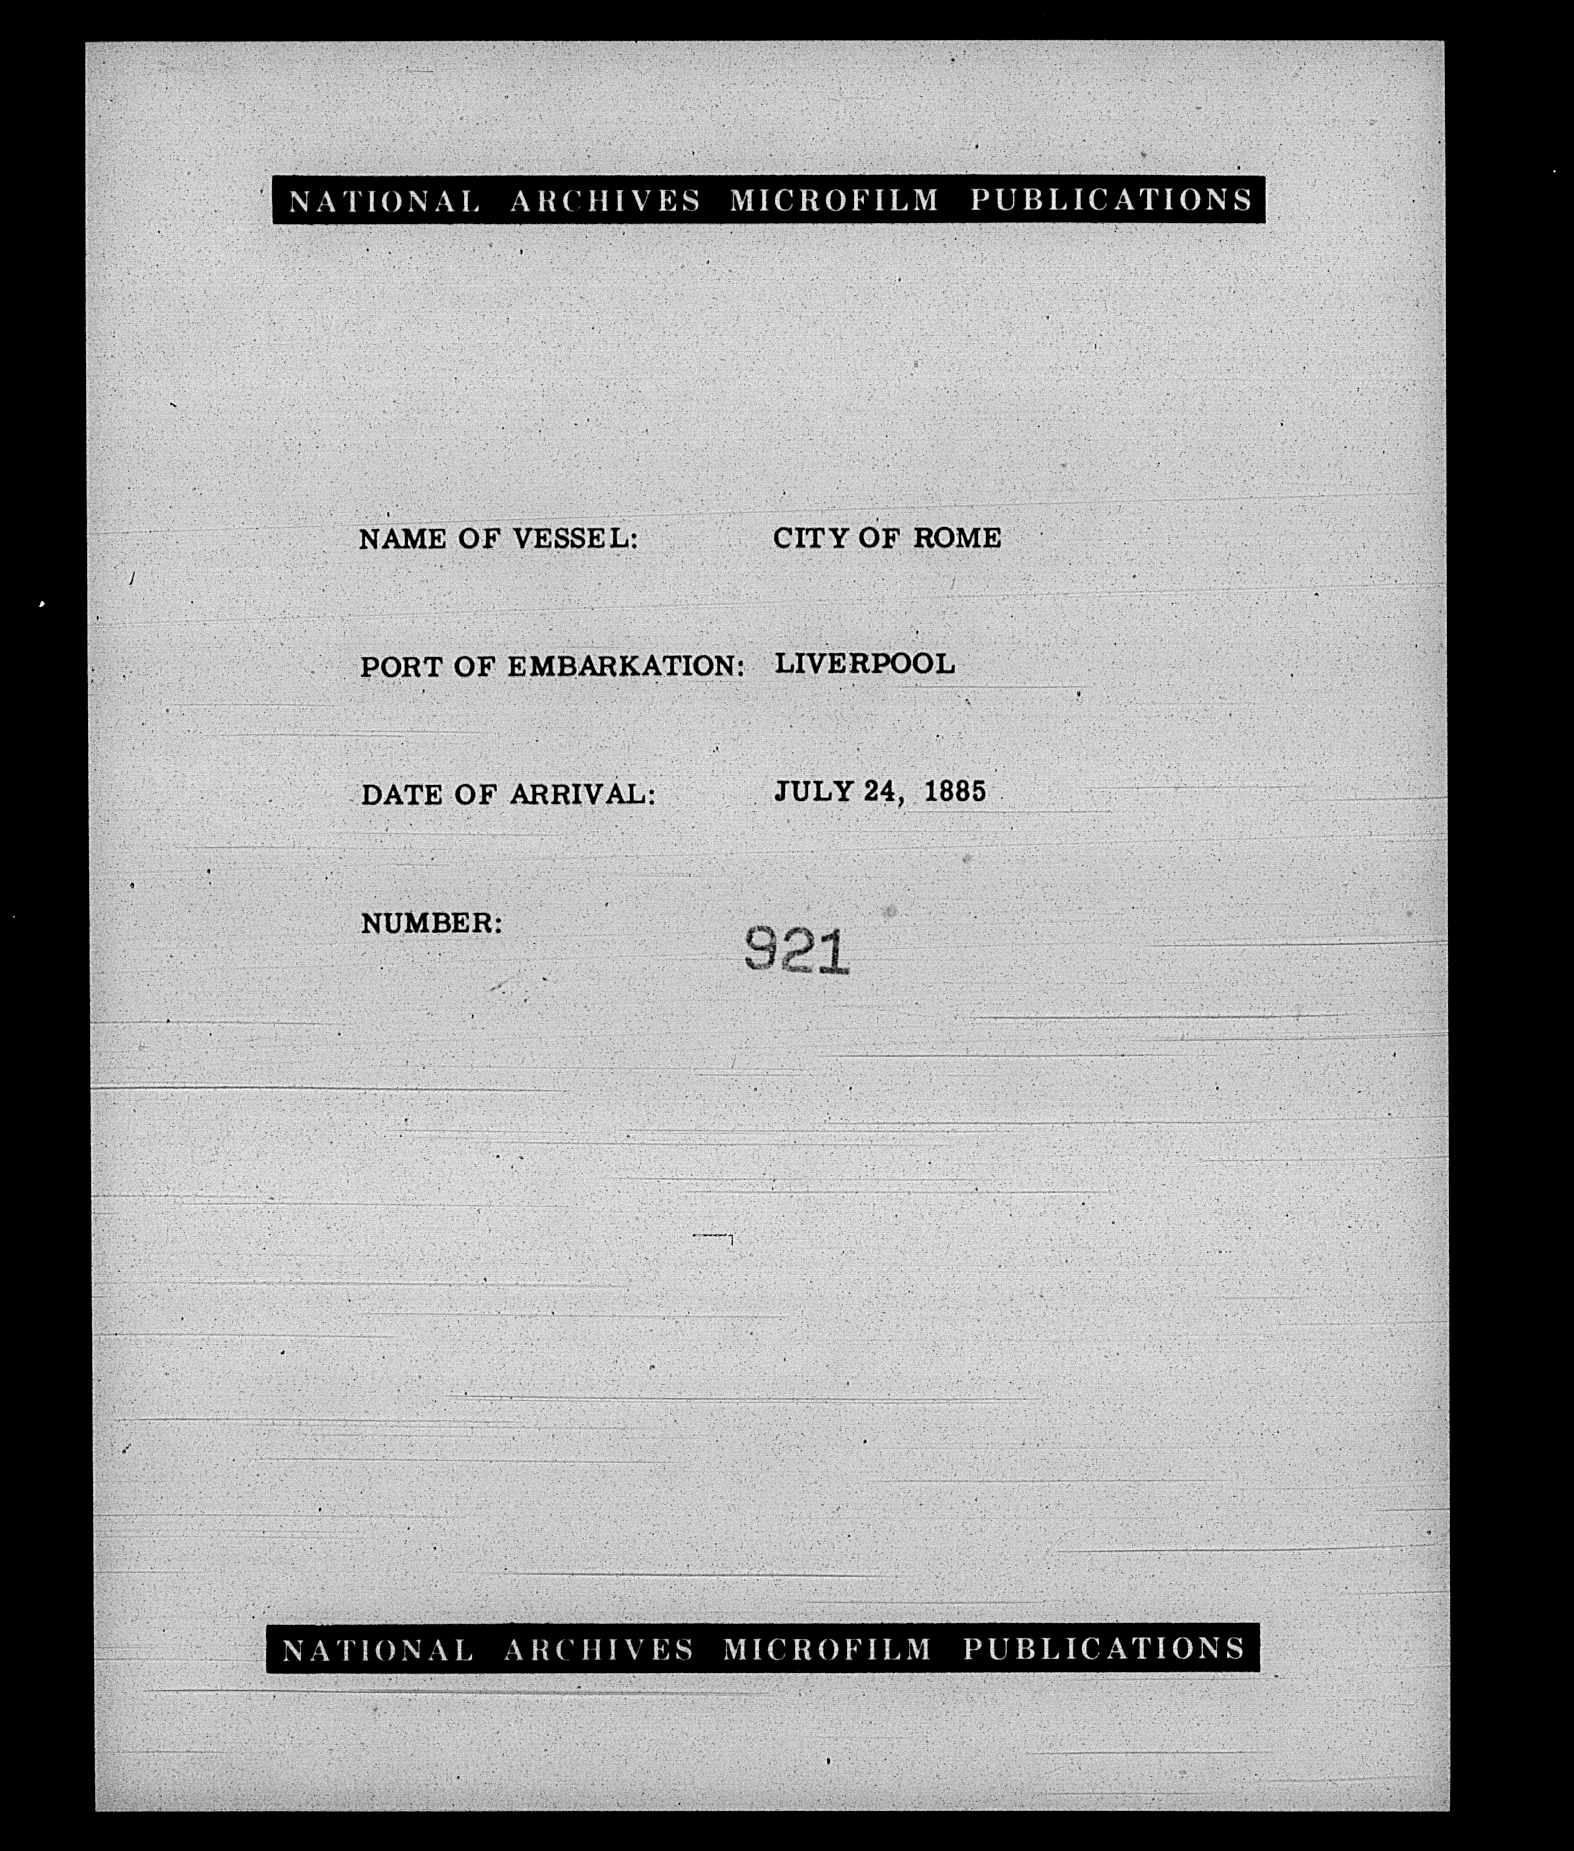 NATIONAL ARCHIVES MICROFILM PUBLICATIONS
NAME OF VESSEL: CITY OF ROME
PORT OF EMBARKATION: LIVERPOOL
DATE OF ARRIVAL: JULY 24, 1885
NUMBER: 921
NATIONAL ARCHIVES MICROFILM PUBLICATIONS